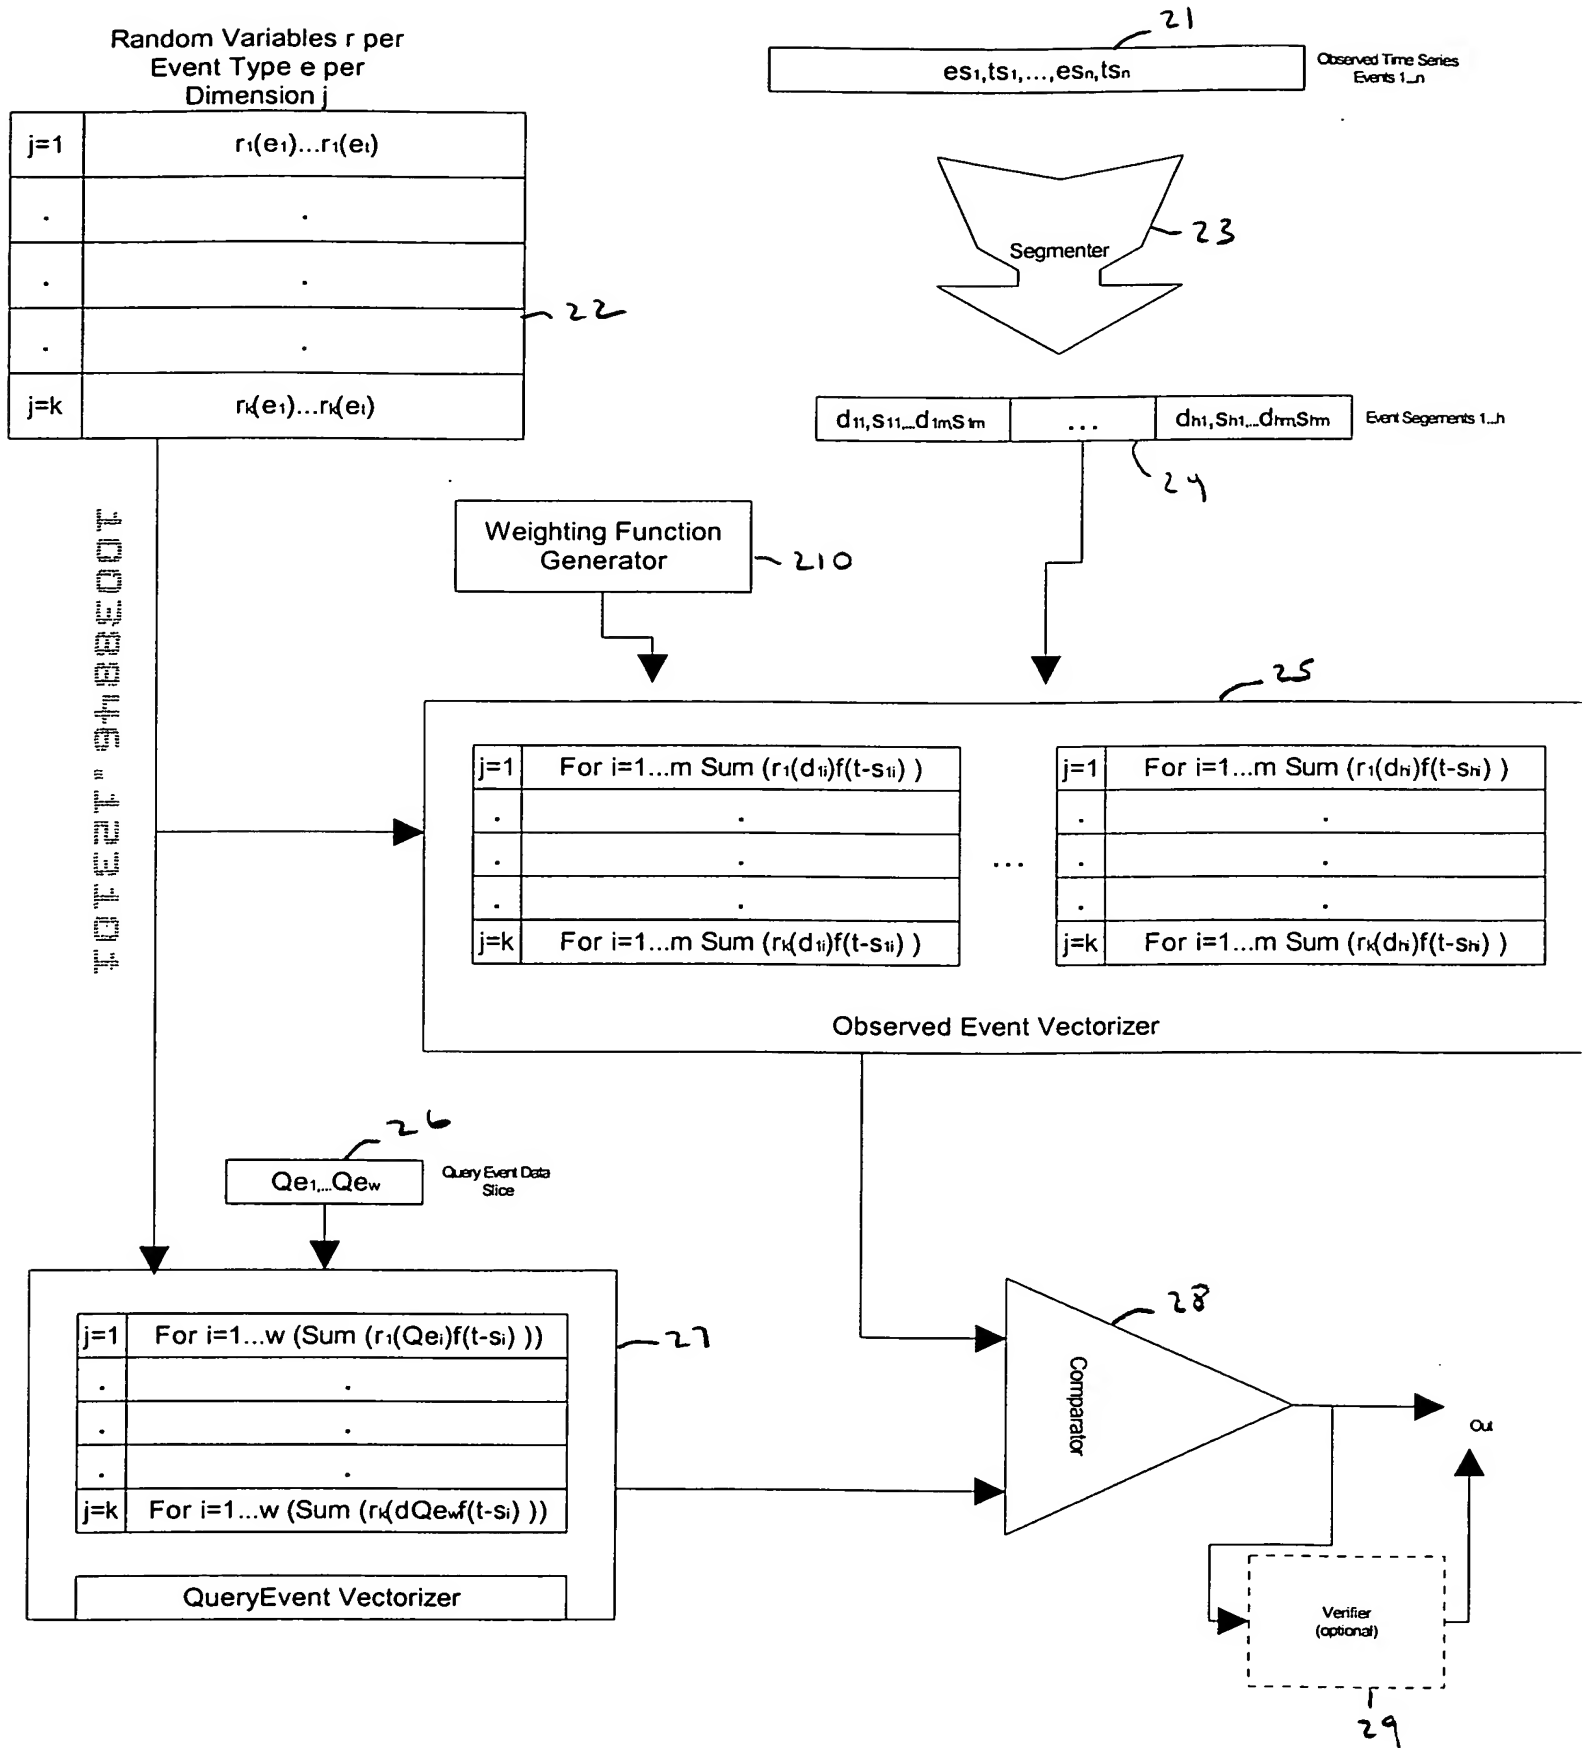 21
Random Variables r per
Event Type e per
Dimension j
es1,ts1,...,esn,tsn
Observed Time Series
Events 1...n
j=1 r1(e1)...r1(et)
. .
. .
. .
j=k rk(e1)...rk(et)
22
Segmenter
23
d11,s11,...d1ms1m ... dh1,sh1,...dhmshm
Event Segements 1...h
24
Weighting Function
Generator
210
10038846.123101
25
j=1 For i=1...m Sum (r1(d1i)f(t-s1i) )
. .
. .
. .
j=k For i=1...m Sum (rk(d1i)f(t-s1i) )
...
j=1 For i=1...m Sum (r1(dhi)f(t-shi) )
. .
. .
. .
j=k For i=1...m Sum (rk(dhi)f(t-shi) )
Observed Event Vectorizer
26
Qe1,...Qew
Query Event Data
Slice
j=1 For i=1...w (Sum (r1(Qei)f(t-si) ))
. .
. .
. .
j=k For i=1...w (Sum (rk(dQewf(t-si) ))
27
QueryEvent Vectorizer
28
Comparator
Out
Verifier
(optional)
29